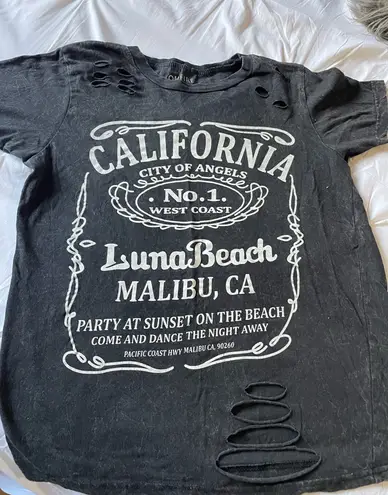 CALIFORNIA
CITY OF ANGELS
· No.1. ·
WEST COAST
LunaBeach
MALIBU, CA
PARTY AT SUNSET ON THE BEACH
COME AND DANCE THE NIGHT AWAY
PACIFIC COAST HWY MALIBU CA, 90260